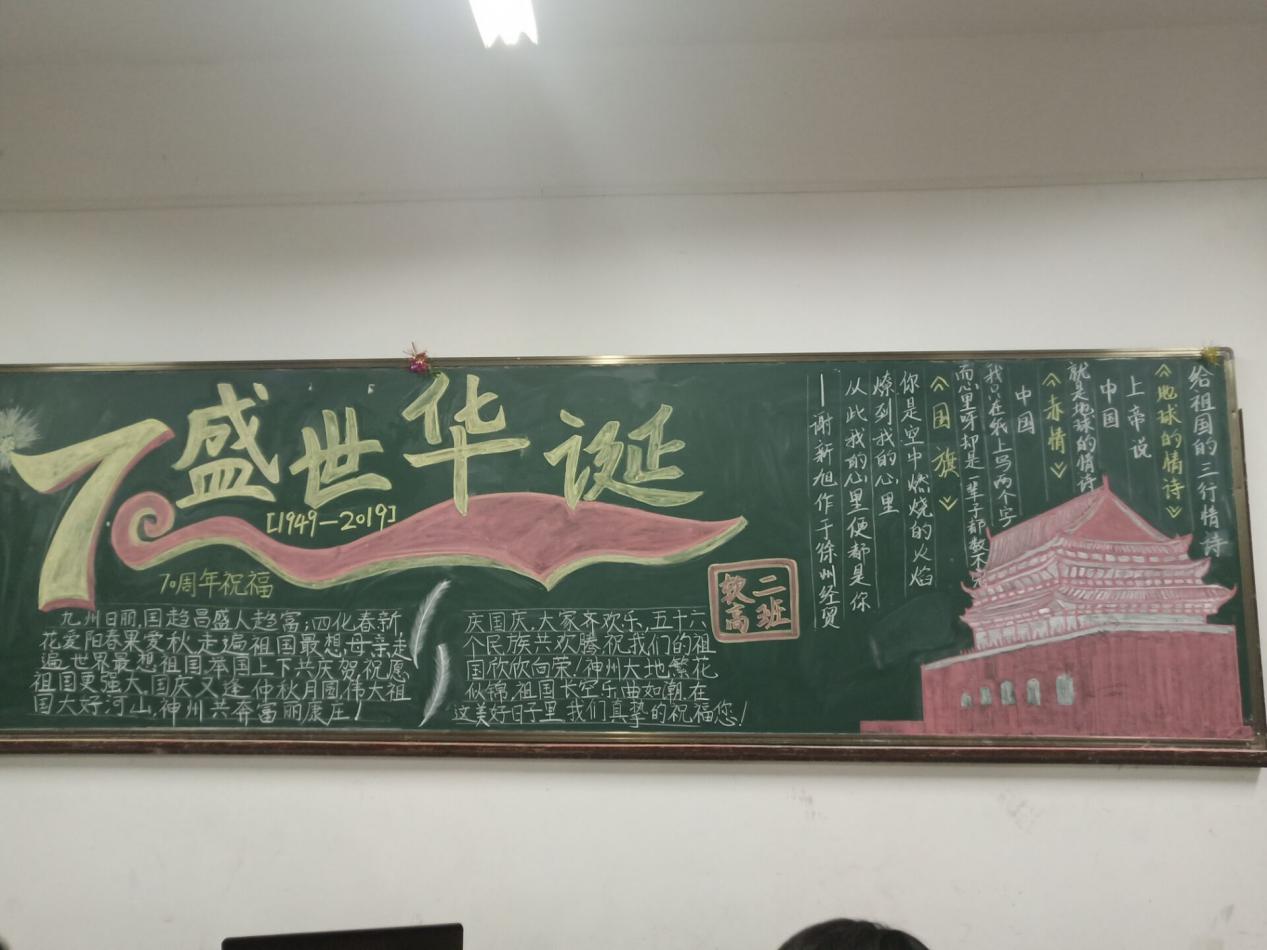 7 盛世华诞
[1949-2019]
70周年祝福
九州日丽,国趋昌盛人趋富;四化春新
花爱阳春果爱秋,走遍祖国最想,母亲走
遍世界最想祖国举国上下共庆贺,祝愿
祖国更强大,国庆又逢仲秋月圆,伟大祖
国大好河山,神州共奔富丽康庄!
庆国庆,大家齐欢乐,五十六
个民族共欢腾,祝我们的祖
国欣欣向荣!神州大地繁花
似锦,祖国长空乐曲如潮,在
这美好日子里,我们真挚的祝福您!
软高
二班
给祖国的三行情诗
《地球的情诗》
上帝说
中国
就是地球的情诗
《赤情》
中国
我只在纸上写两个字
而心里呀却是一辈子都数不完
《国旗》
你是空中燃烧的火焰
燎到我的心里
从此我的心里便都是你
—谢新旭作于徐州经贸